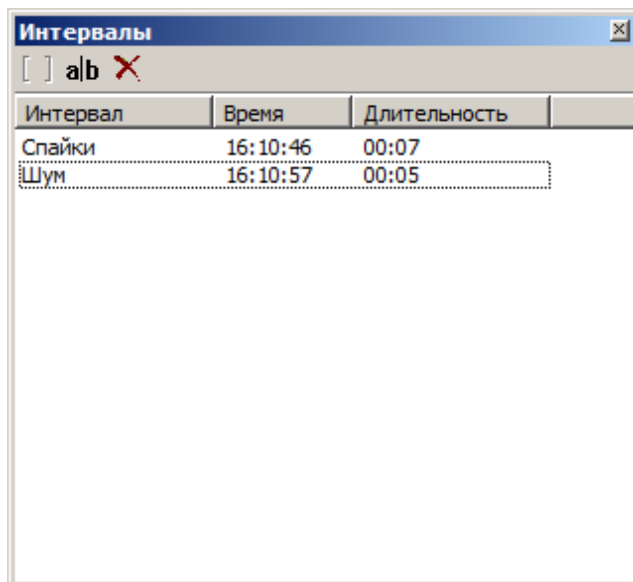 Интервалы
[ ] a|b
Интервал Время Длительность
Спайки 16:10:46 00:07
Шум 16:10:57 00:05